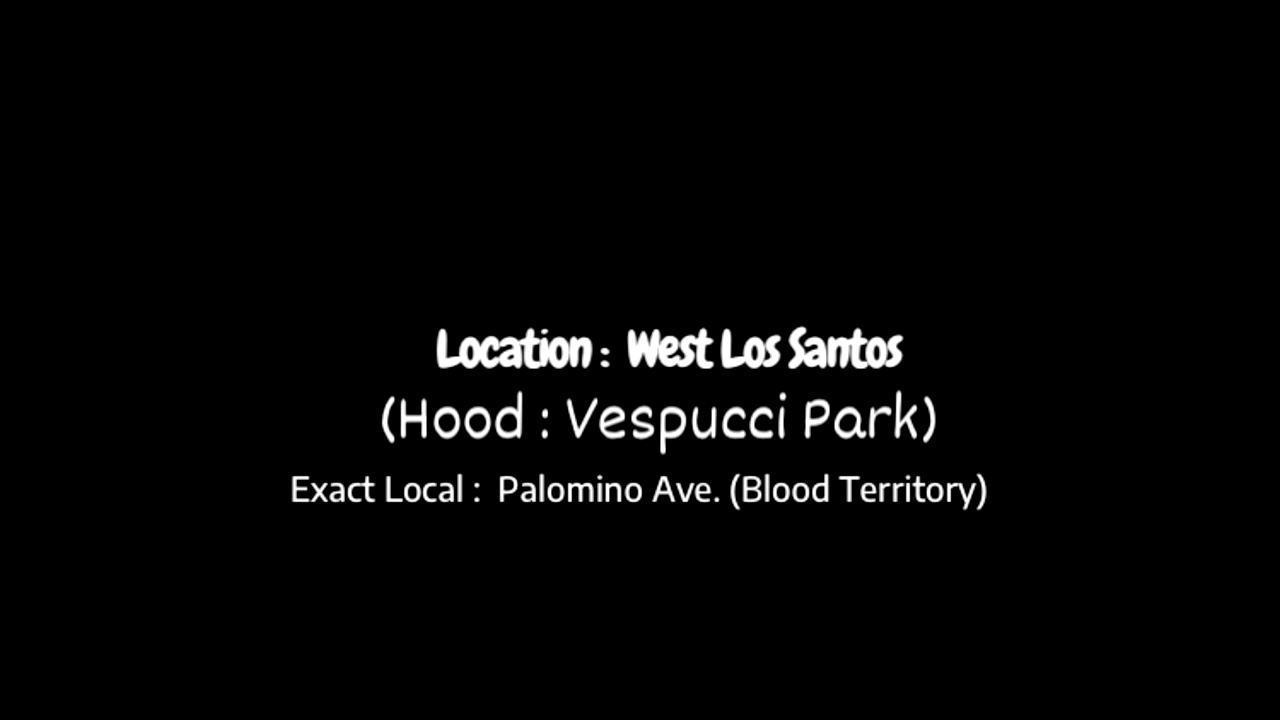 Location : West Los Santos
(Hood : Vespucci Park)
Exact Local : Palomino Ave. (Blood Territory)